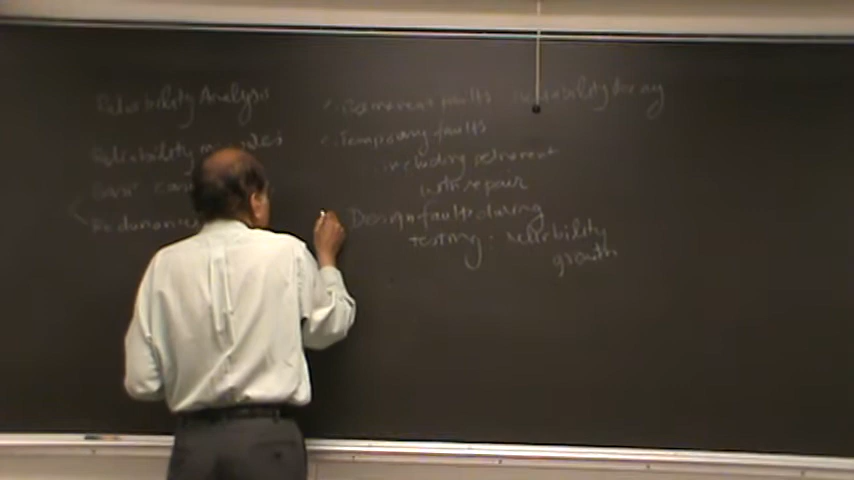 Reliability Analysis
Reliability
Basic
Redundancy
Permanent faults reliability decay
Temporary faults
including permanent
with repair
Design faults during
testing: reliability
growth